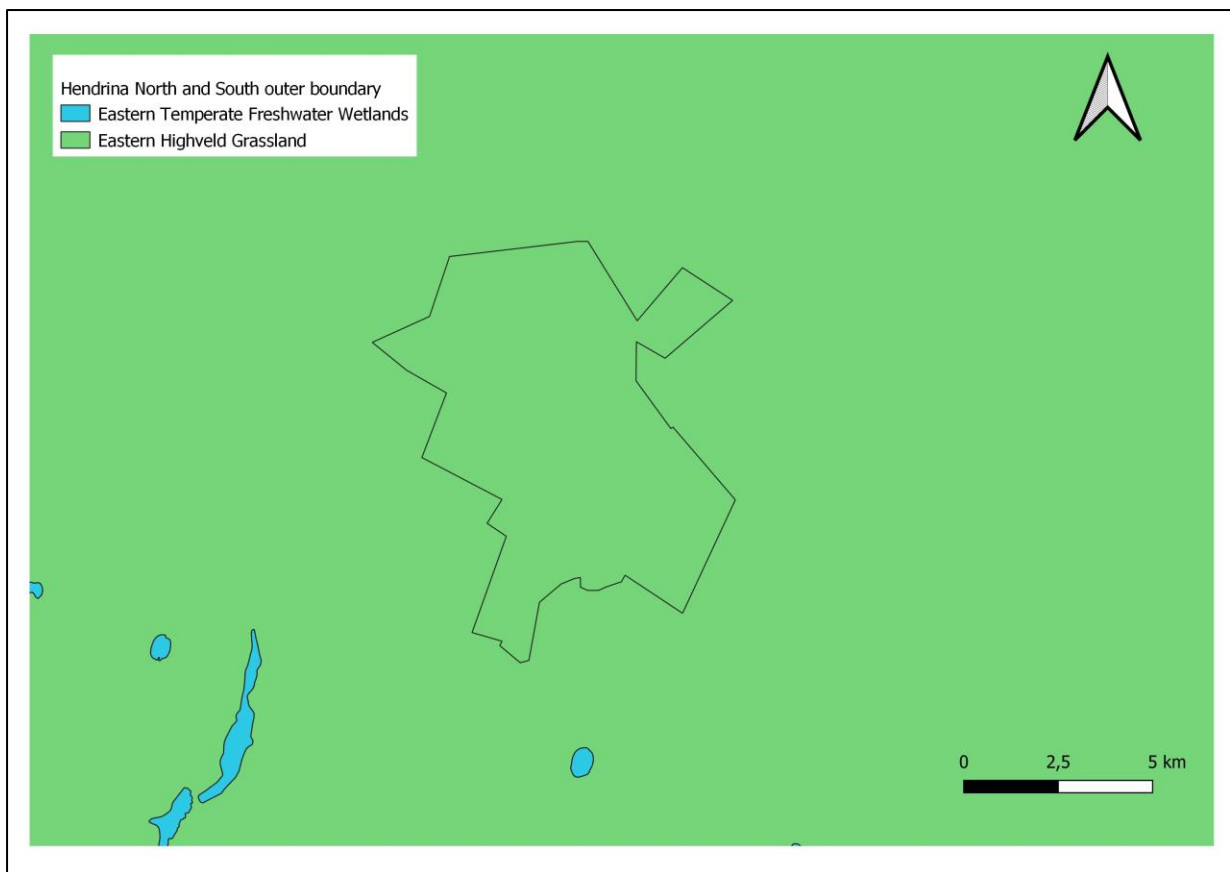 Hendrina North and South outer boundary
Eastern Temperate Freshwater Wetlands
Eastern Highveld Grassland
0 2,5 5 km